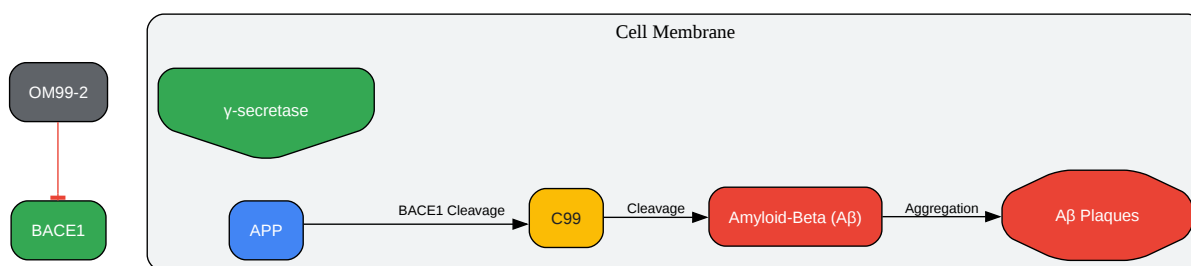 Cell Membrane
OM99-2
γ-secretase
BACE1
APP
BACE1 Cleavage
C99
Cleavage
Amyloid-Beta (Aβ)
Aggregation
Aβ Plaques